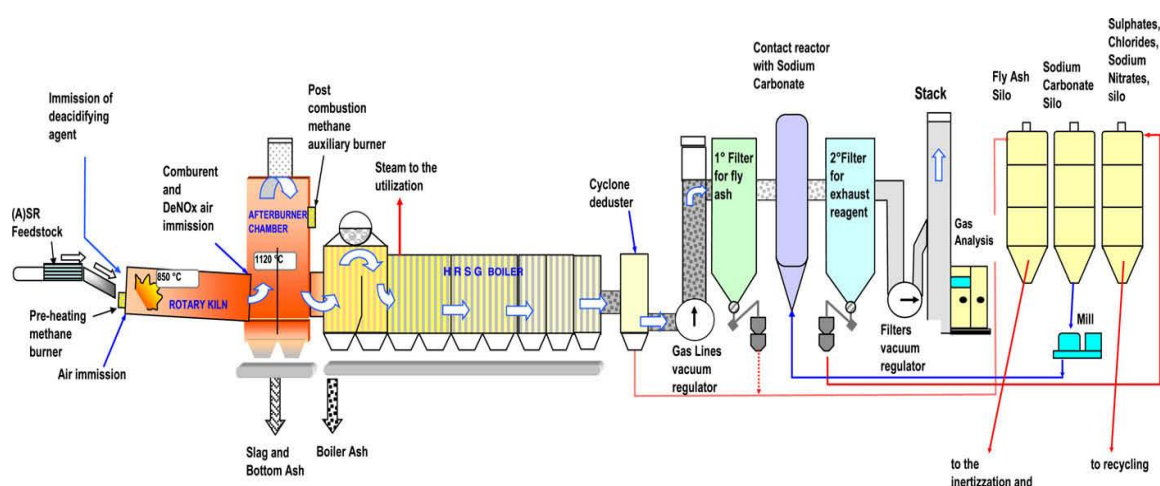 Immission of
deacidifying
agent
(A)SR
Feedstock
Pre-heating
methane
burner
Air immission
850 °C
ROTARY KILN
Comburent
and
DeNOx air
immission
AFTERBURNER
CHAMBER
1120 °C
Post
combustion
methane
auxiliary burner
Slag and
Bottom Ash
Boiler Ash
Steam to the
utilization
H R S G BOILER
Cyclone
deduster
Gas Lines
vacuum
regulator
1° Filter
for fly
ash
Contact reactor
with Sodium
Carbonate
2°Filter
for
exhaust
reagent
Filters
vacuum
regulator
Stack
Gas
Analysis
Fly Ash
Silo
Sodium
Carbonate
Silo
Sulphates,
Chlorides,
Sodium
Nitrates,
silo
Mill
to the
inertizzation and
to recycling